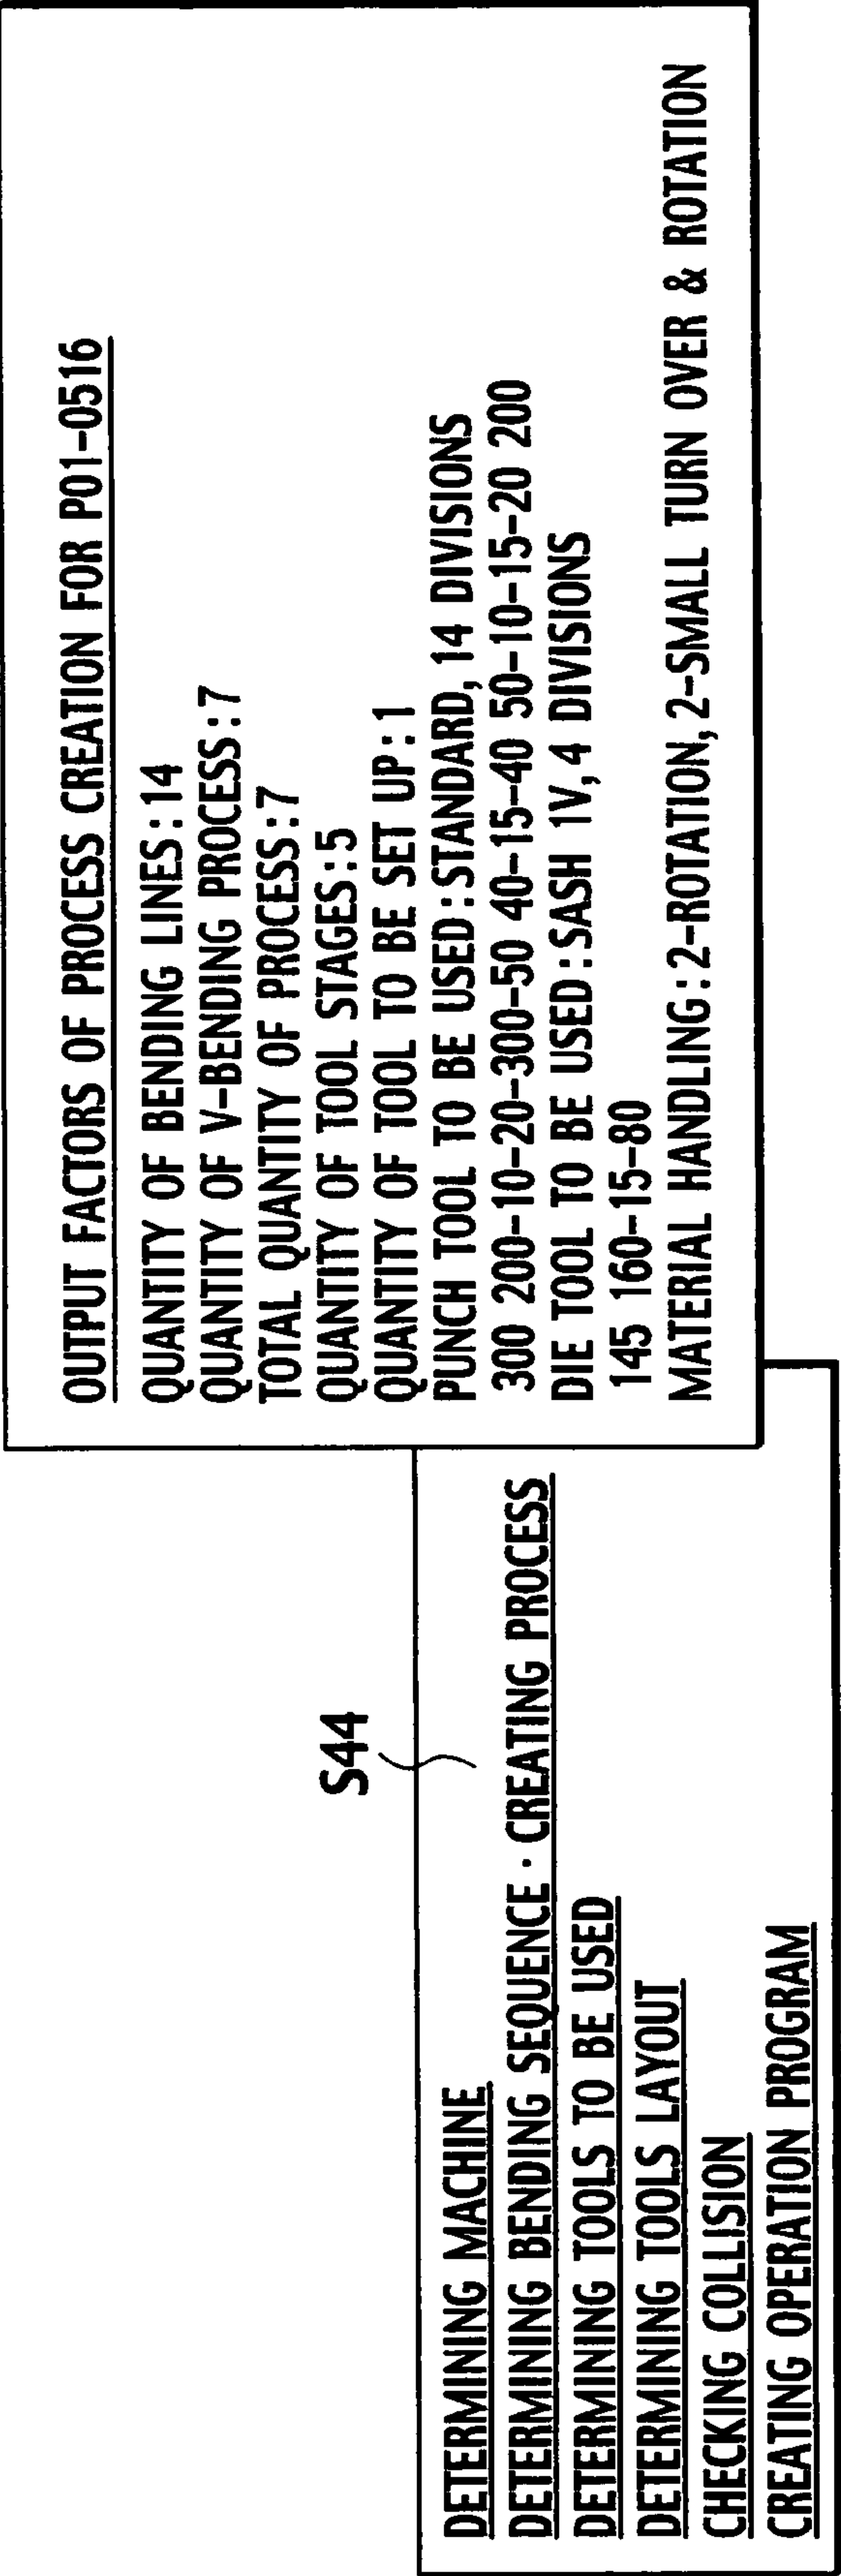 S44
DETERMINING MACHINE
DETERMINING BENDING SEQUENCE · CREATING PROCESS
DETERMINING TOOLS TO BE USED
DETERMINING TOOLS LAYOUT
CHECKING COLLISION
CREATING OPERATION PROGRAM
OUTPUT FACTORS OF PROCESS CREATION FOR P01-0516
QUANTITY OF BENDING LINES:14
QUANTITY OF V-BENDING PROCESS:7
TOTAL QUANTITY OF PROCESS:7
QUANTITY OF TOOL STAGES:5
QUANTITY OF TOOL TO BE SET UP:1
PUNCH TOOL TO BE USED:STANDARD, 14 DIVISIONS
300 200-10-20-300-50 40-15-40 50-10-15-20 200
DIE TOOL TO BE USED:SASH 1V, 4 DIVISIONS
145 160-15-80
MATERIAL HANDLING:2-ROTATION, 2-SMALL TURN OVER & ROTATION